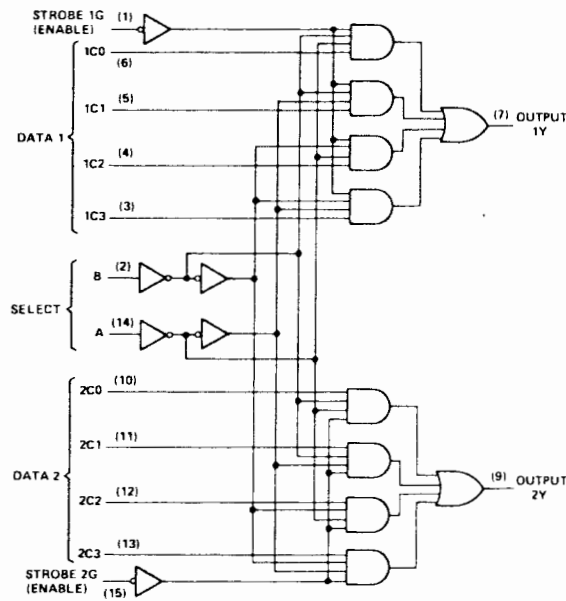 STROBE 1G (1)
(ENABLE)
1C0
(6)
1C1 (5)
DATA 1
1C2 (4)
1C3 (3)
(7) OUTPUT
1Y
B (2)
SELECT
A (14)
2C0 (10)
2C1 (11)
DATA 2
2C2 (12)
2C3 (13)
(9) OUTPUT
2Y
STROBE 2G
(ENABLE) (15)